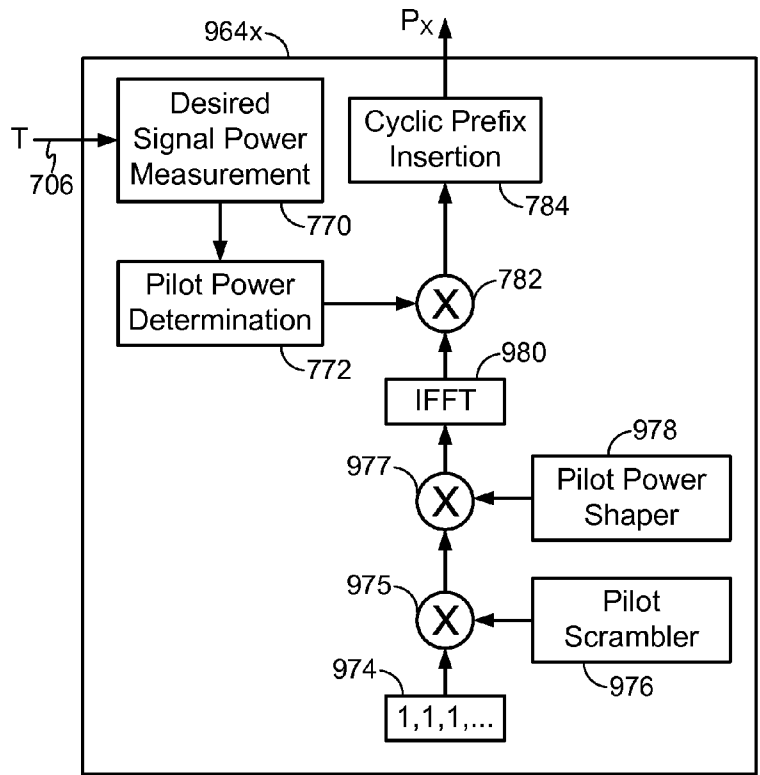 964x
Px
T
706
Desired
Signal Power
Measurement
770
Cyclic Prefix
Insertion
784
Pilot Power
Determination
772
X
782
980
IFFT
977
X
978
Pilot Power
Shaper
975
X
Pilot
Scrambler
976
974
1,1,1,...